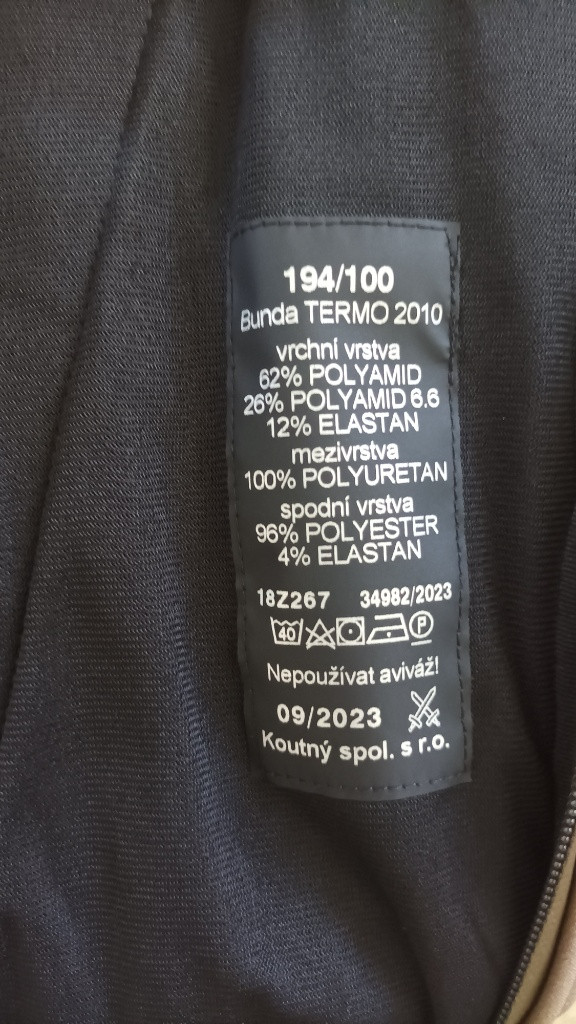 194/100
Bunda TERMO 2010
vrchní vrstva
62% POLYAMID
26% POLYAMID 6.6
12% ELASTAN
mezivrstva
100% POLYURETAN
spodní vrstva
96% POLYESTER
4% ELASTAN
18Z267 34982/2023
40 P
Nepoužívat aviváž!
09/2023
Koutný spol. s r.o.